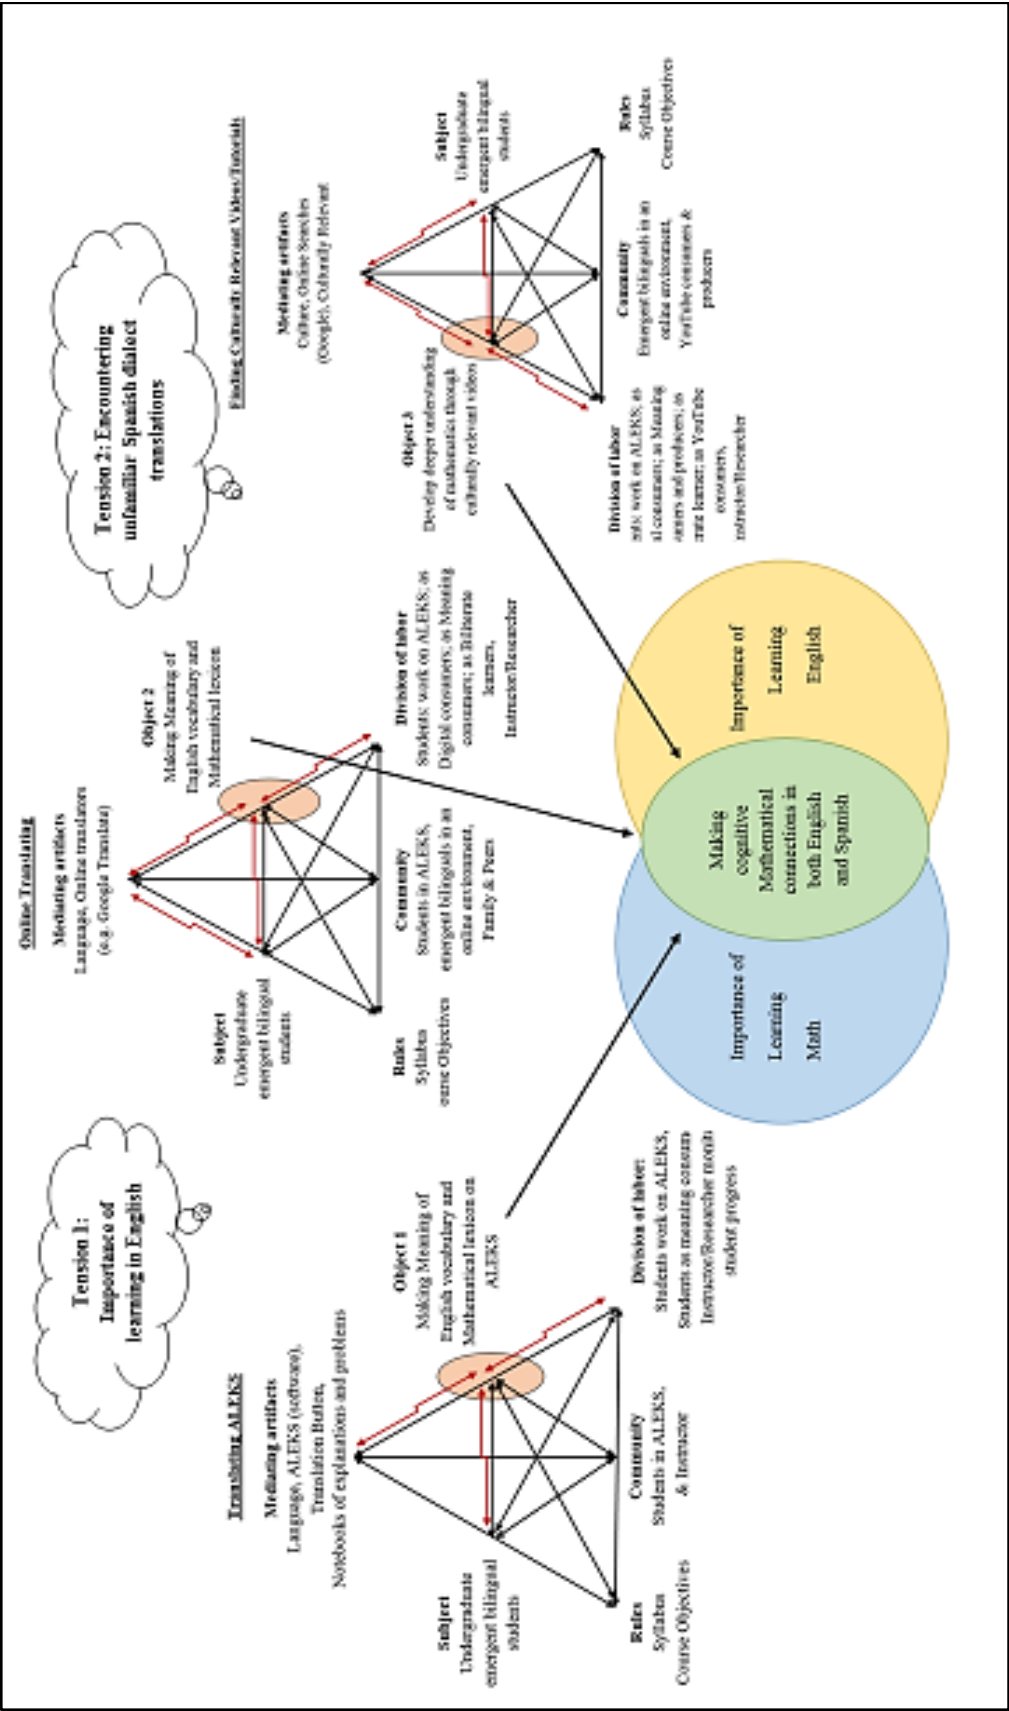 Tension 1:
Importance of
learning in English
Tension 2: Encountering
unfamiliar Spanish dialect
translations
Translating ALEKS
Mediating artifacts
Language, ALEKS (software),
Translation Button,
Notebooks of explanations and problems
Subject
Undergraduate
emergent bilingual
students
Object 1
Making Meaning of
English vocabulary and
Mathematical lexicon on
ALEKS
Rules
Syllabus
Course Objectives
Community
Students in ALEKS,
& Instructor
Division of labor:
Students work on ALEKS,
Students as meaning consum
Instructor/Researcher monits
student progress
Online Translating
Mediating artifacts
Language, Online translators
(e.g. Google Translate)
Subject
Undergraduate
emergent bilingual
students
Object 2
Making Meaning of
English vocabulary and
Mathematical lexicon
Rules
Syllabus
ourse Objectives
Community
Students in ALEKS,
emergent bilinguals in an
online environment,
Family & Peers
Division of labor
Students: work on ALEKS; as
Digital consumers; as Meaning
consumers; as Biliterate
learners,
Instructor/Researcher
Finding Culturally Relevant Videos/Tutorials
Mediating artifacts
Culture, Online Searches
(Google), Culturally Relevant
Object 3
Develop deeper understanding
of mathematics through
culturally relevant videos
Subject
Undergraduate
emergent bilingual
students
Division of labor
nts: work on ALEKS; as
al consumers; as Meaning
umers and producers; as
learner; as YouTube
consumers,
nstructor/Researcher
Community
Emergent bilinguals in an
online environment,
YouTube consumers &
producers
Rules
Syllabus
Course Objectives
Importance of
Learning
Math
Making
cognitive
Mathematical
connections in
both English
and Spanish
Importance of
Learning
English